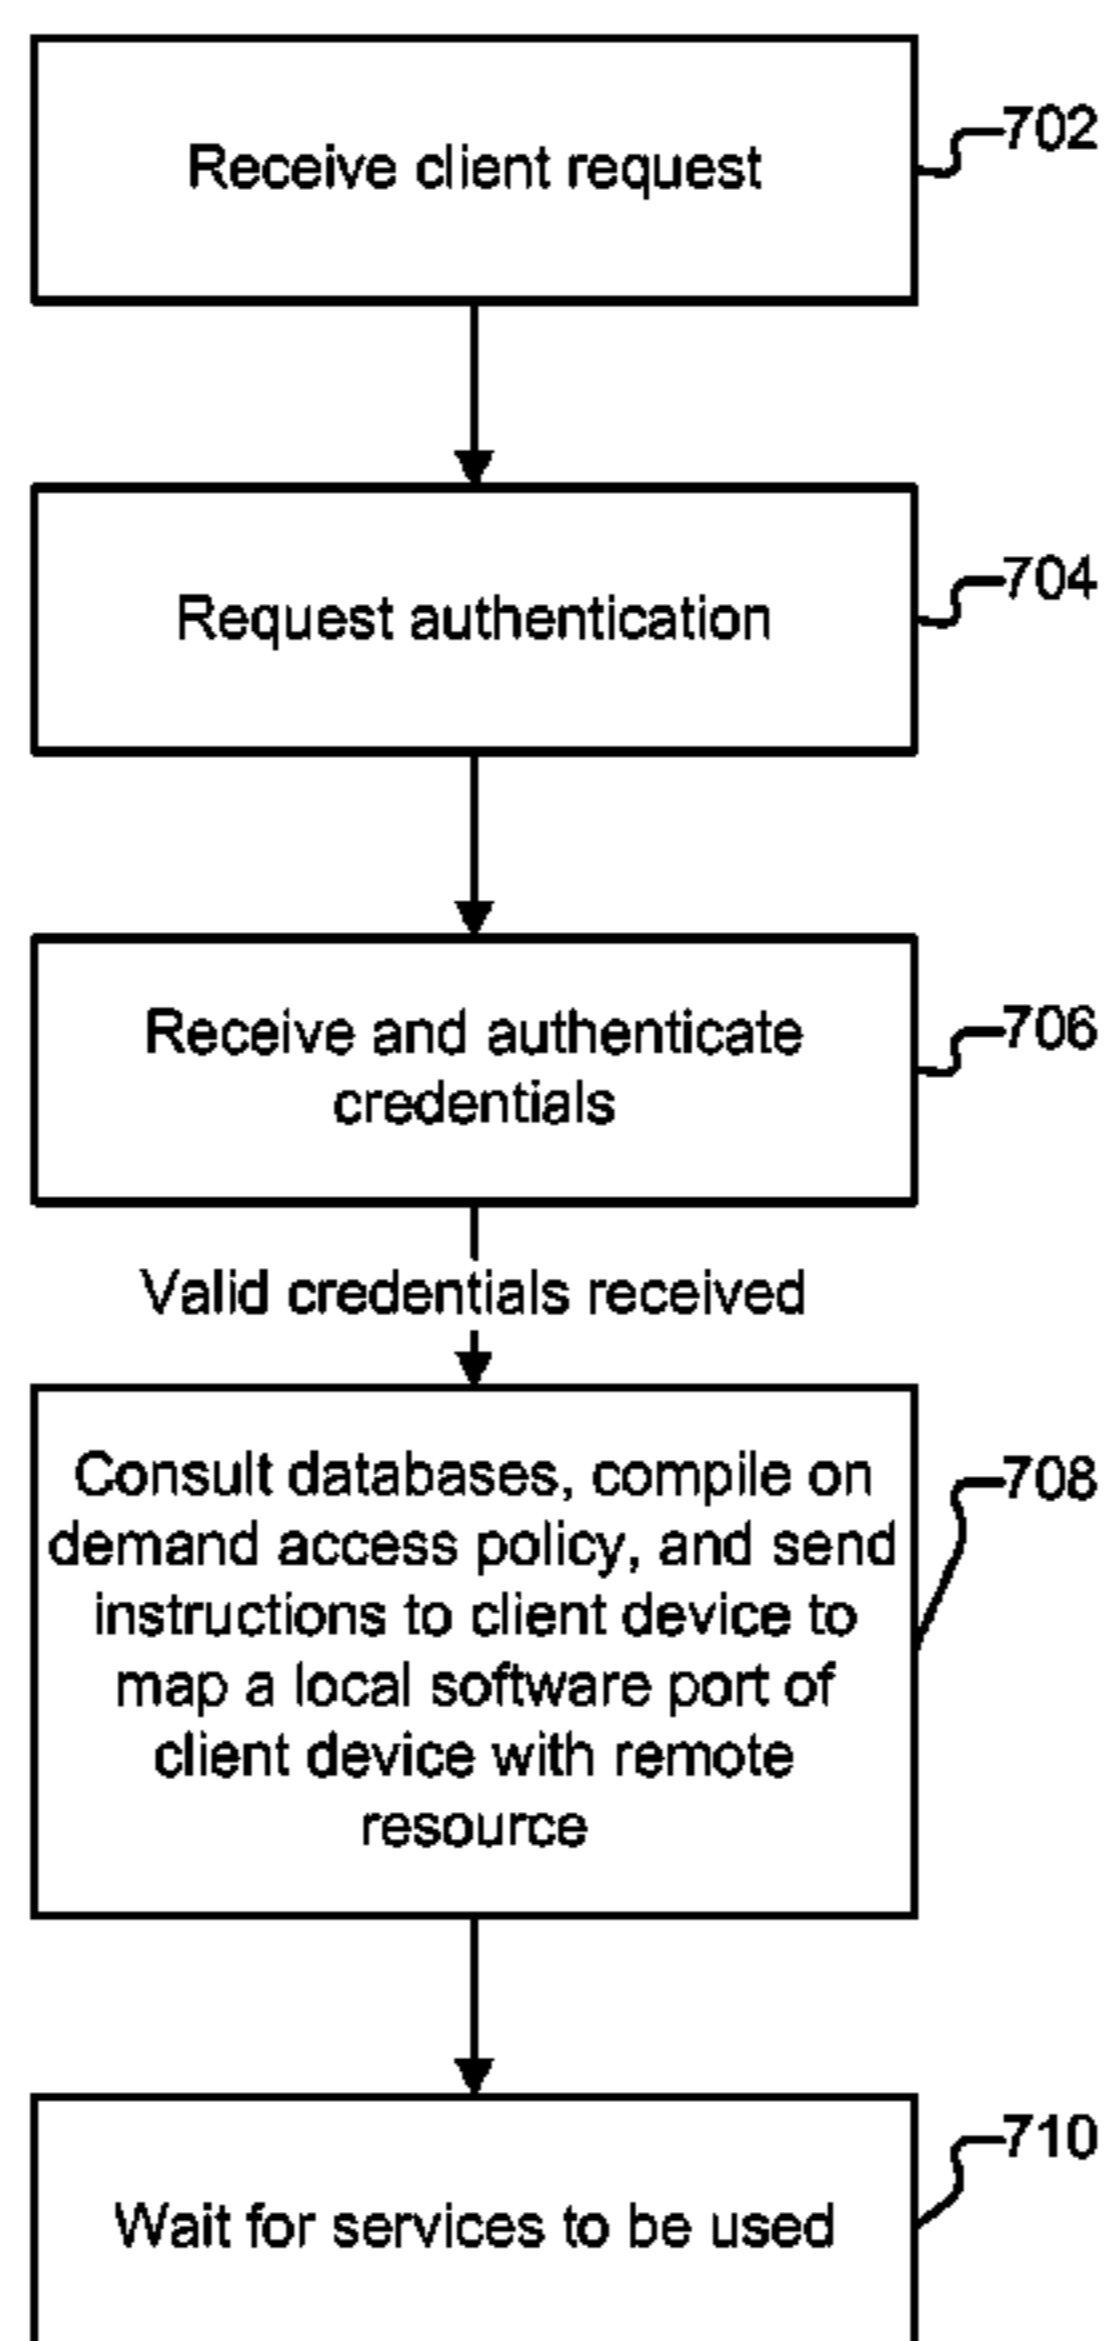 Receive client request
702
Request authentication
704
Receive and authenticate
credentials
706
Valid credentials received
Consult databases, compile on
demand access policy, and send
instructions to client device to
map a local software port of
client device with remote
resource
708
Wait for services to be used
710